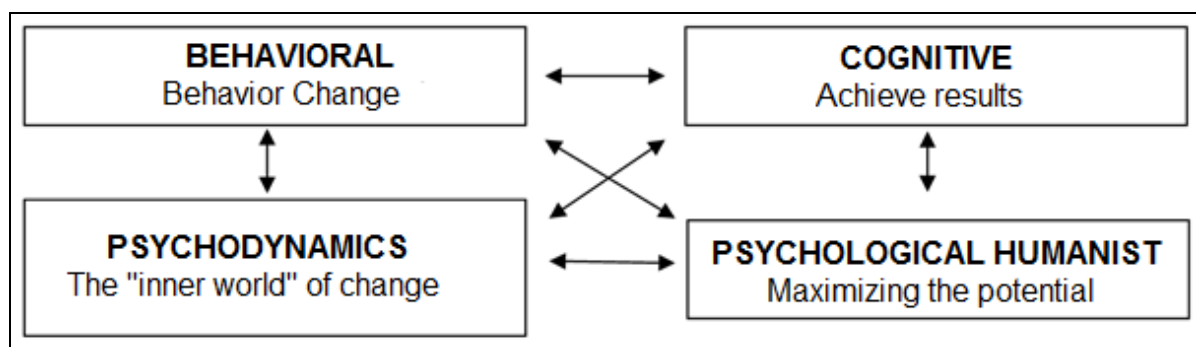 BEHAVIORAL
Behavior Change
COGNITIVE
Achieve results
PSYCHODYNAMICS
The "inner world" of change
PSYCHOLOGICAL HUMANIST
Maximizing the potential